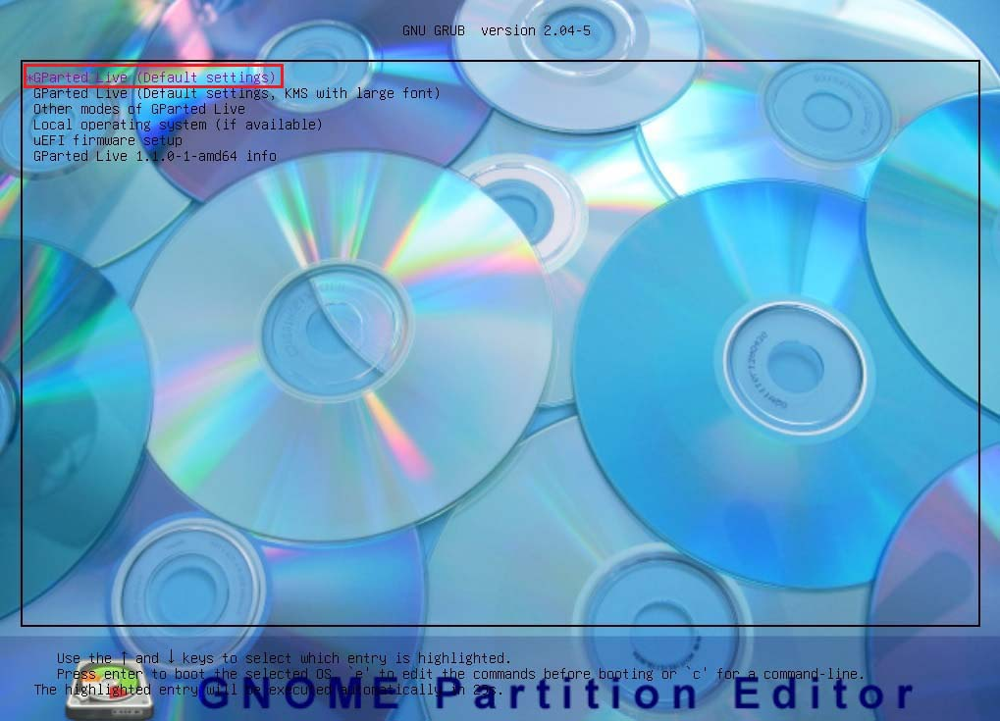 GNU GRUB  version 2.04-5
*GParted Live (Default settings)
GParted Live (Default settings, KMS with large font)
Other modes of GParted Live
Local operating system (if available)
uEFI firmware setup
GParted Live 1.1.0-1-amd64 info
Use the ↑ and ↓ keys to select which entry is highlighted.
Press enter to boot the selected OS, `e' to edit the commands before booting or `c' for a command-line.
The highlighted entry will be executed automatically in 25s.
GNOME Partition Editor